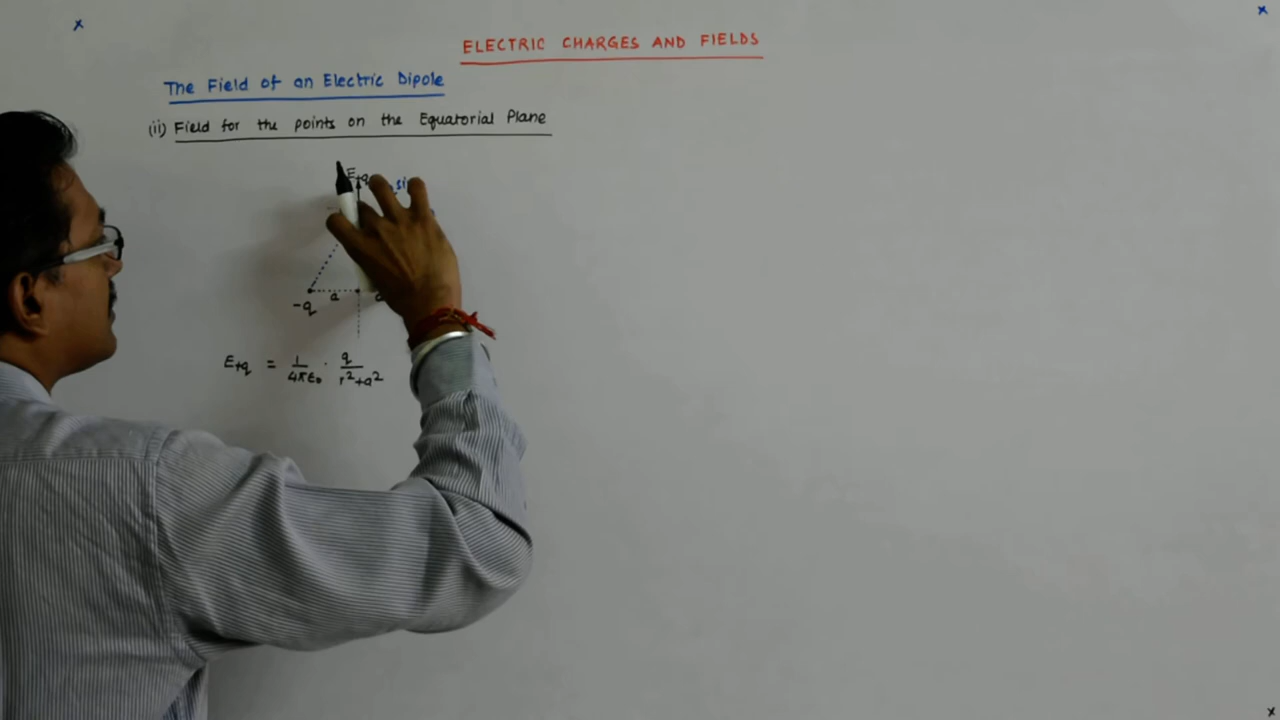 ELECTRIC CHARGES AND FIELDS
The Field of an Electric Dipole
(ii) Field for the points on the Equatorial Plane
E+q
-q a
E+q = 1/4πε₀ · q/r²+a²